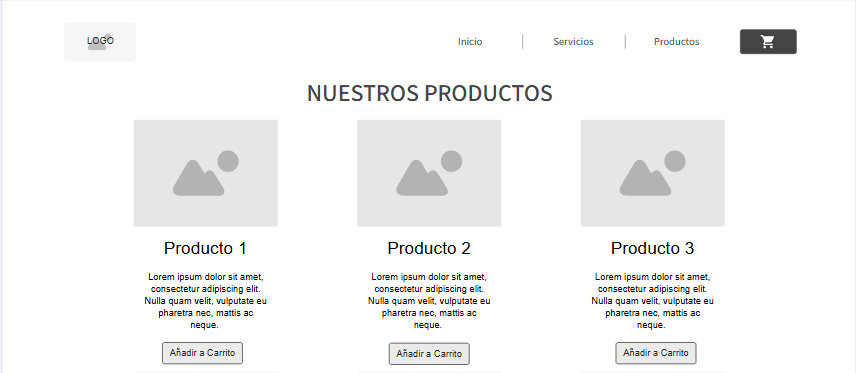 LOGO
Inicio
Servicios
Productos
NUESTROS PRODUCTOS
Producto 1
Lorem ipsum dolor sit amet,
consectetur adipiscing elit.
Nulla quam velit, vulputate eu
pharetra nec, mattis ac
neque.
Añadir a Carrito
Producto 2
Lorem ipsum dolor sit amet,
consectetur adipiscing elit.
Nulla quam velit, vulputate eu
pharetra nec, mattis ac
neque.
Añadir a Carrito
Producto 3
Lorem ipsum dolor sit amet,
consectetur adipiscing elit.
Nulla quam velit, vulputate eu
pharetra nec, mattis ac
neque.
Añadir a Carrito